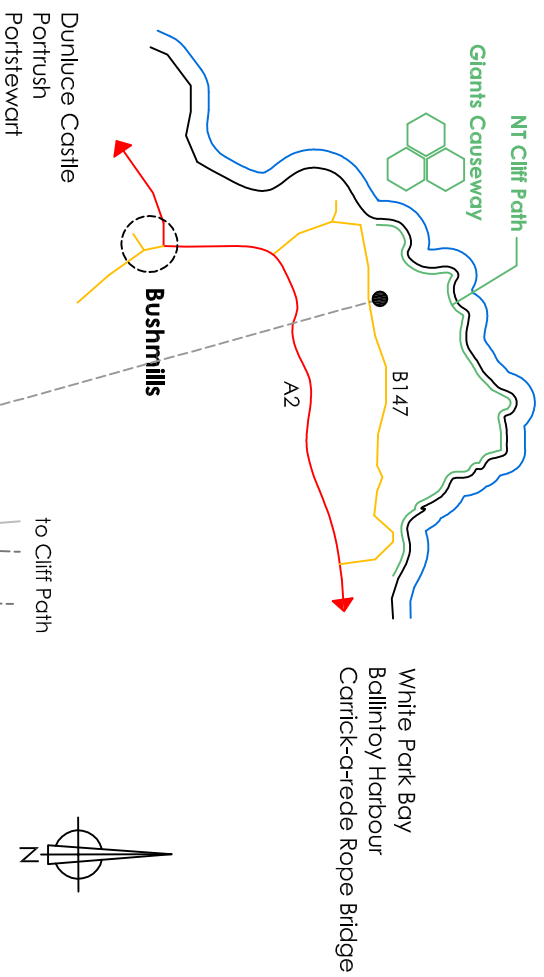 NT Cliff Path
Giants Causeway
Dunluce Castle
Portrush
Portstewart
Bushmills
B147
A2
to Cliff Path
White Park Bay
Ballintoy Harbour
Carrick-a-rede Rope Bridge
N